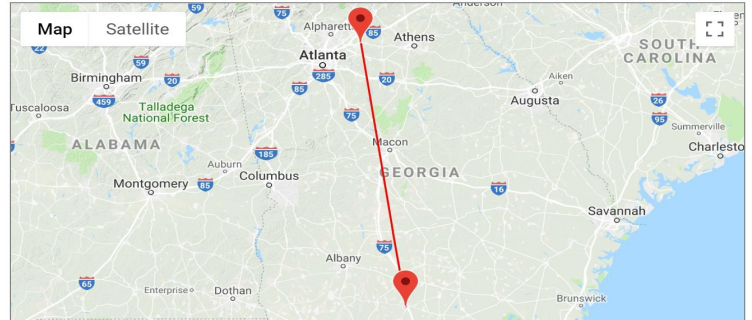 Anderson
59
75
Map
Satellite
Alpharett
85
Athens
SOUTH
CAROLINA
22
59
Atlanta
285
Birmingham
20
85
20
Aiken
Tuscaloosa
459
Talladega
National Forest
Augusta
26
75
95
Summerville
ALABAMA
Macon
Charlesto
185
Auburn
Columbus
GEORGIA
Montgomery
85
16
Savannah
75
Albany
65
Enterprise
Dothan
Brunswick